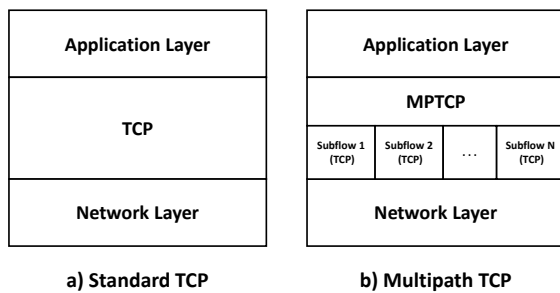 Application Layer
TCP
Network Layer
a) Standard TCP
Application Layer
MPTCP
Subflow 1
(TCP)
Subflow 2
(TCP)
...
Subflow N
(TCP)
Network Layer
b) Multipath TCP